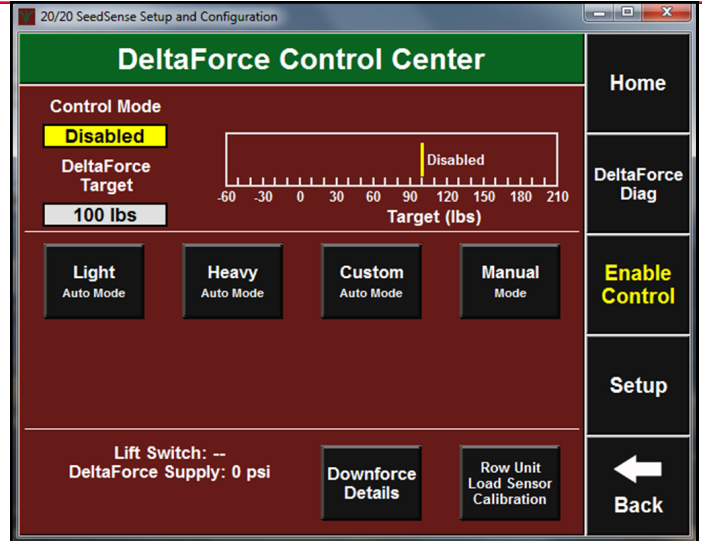 20/20 SeedSense Setup and Configuration
DeltaForce Control Center
Control Mode
Disabled
DeltaForce
Target
100 lbs
Disabled
-60 -30 0 30 60 90 120 150 180 210
Target (lbs)
Light
Auto Mode
Heavy
Auto Mode
Custom
Auto Mode
Manual
Mode
Lift Switch: --
DeltaForce Supply: 0 psi
Downforce
Details
Row Unit
Load Sensor
Calibration
Home
DeltaForce
Diag
Enable
Control
Setup
Back